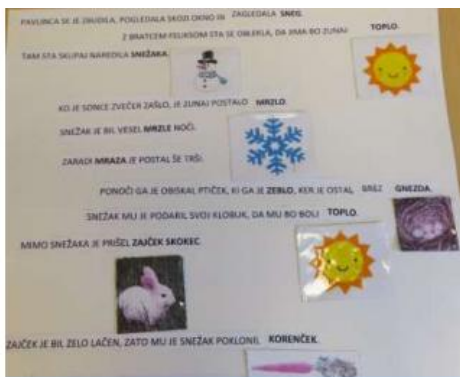 PAVLINCA SE JE ZBUDILA, POGLEDALA SKOZI OKNO IN ZAGLEDALA SNEG.
Z BRATCEM FELIKSOM STA SE OBLEKLA, DA JIMA BO ZUNAJ TOPLO.
TAM STA SKUPAJ NAREDILA SNEŽAKA.
KO JE SONCE ZVEČER ZAŠLO, JE ZUNAJ POSTALO MRZLO.
SNEŽAK JE BIL VESEL MRZLE NOČI.
ZARADI MRAZA JE POSTAL ŠE TRŠI.
PONOČI GA JE OBISKAL PTIČEK, KI GA JE ZEBLO, KER JE OSTAL BREZ GNEZDA.
SNEŽAK MU JE PODARIL SVOJ KLOBUK, DA MU BO BOLJ TOPLO.
MIMO SNEŽAKA JE PRIŠEL ZAJČEK SKOKEC.
ZAJČEK JE BIL ZELO LAČEN, ZATO MU JE SNEŽAK POKLONIL KORENČEK.